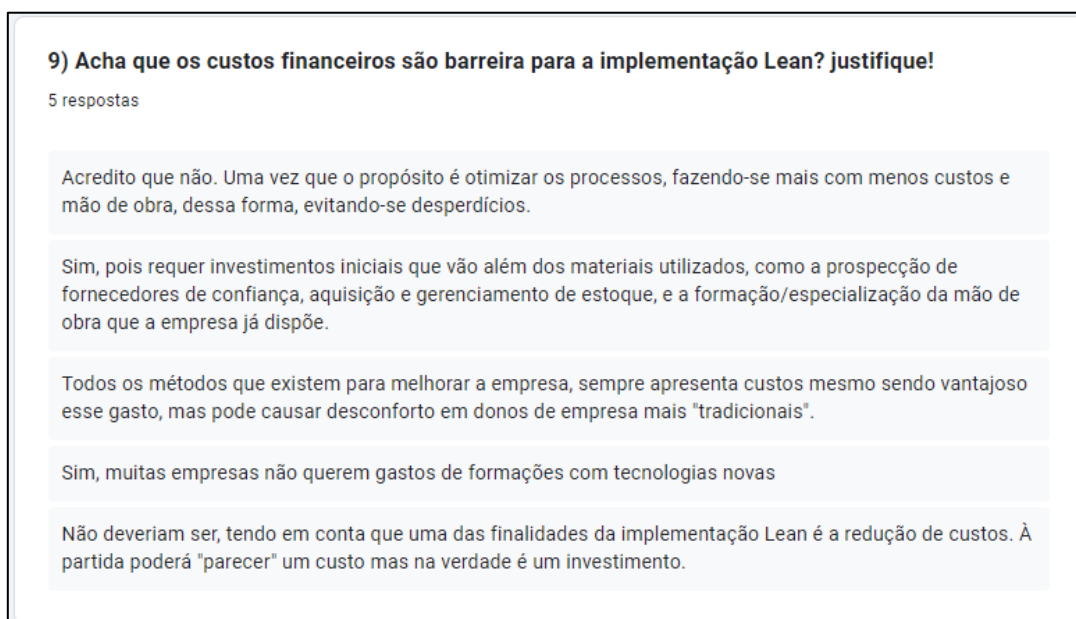 9) Acha que os custos financeiros são barreira para a implementação Lean? justifique!
5 respostas
Acredito que não. Uma vez que o propósito é otimizar os processos, fazendo-se mais com menos custos e
mão de obra, dessa forma, evitando-se desperdícios.
Sim, pois requer investimentos iniciais que vão além dos materiais utilizados, como a prospecção de
fornecedores de confiança, aquisição e gerenciamento de estoque, e a formação/especialização da mão de
obra que a empresa já dispõe.
Todos os métodos que existem para melhorar a empresa, sempre apresenta custos mesmo sendo vantajoso
esse gasto, mas pode causar desconforto em donos de empresa mais "tradicionais".
Sim, muitas empresas não querem gastos de formações com tecnologias novas
Não deveriam ser, tendo em conta que uma das finalidades da implementação Lean é a redução de custos. À
partida poderá "parecer" um custo mas na verdade é um investimento.